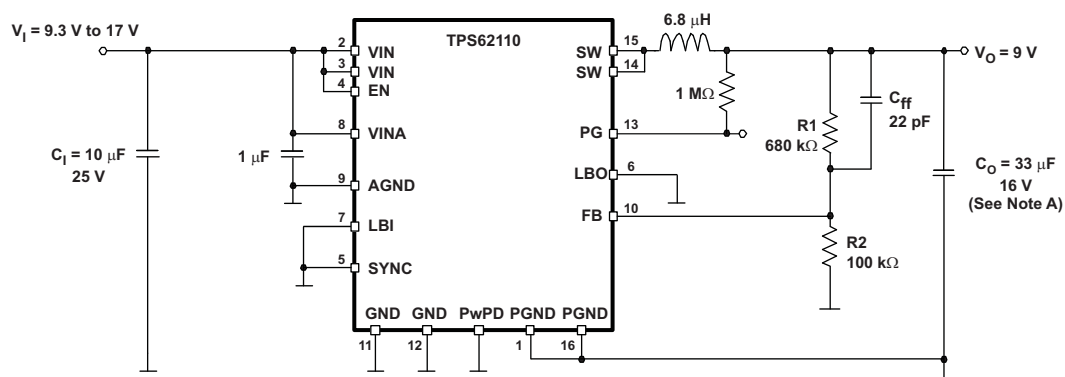 V_I = 9.3 V to 17 V
TPS62110
6.8 μH
V_O = 9 V
2 VIN
3 VIN
4 EN
8 VINA
9 AGND
7 LBI
5 SYNC
SW 15
SW 14
PG 13
LBO 6
FB 10
1 MΩ
C_ff
22 pF
R1
680 kΩ
R2
100 kΩ
C_I = 10 μF
25 V
1 μF
C_O = 33 μF
16 V
(See Note A)
GND GND PwPD PGND PGND
11 12 1 16